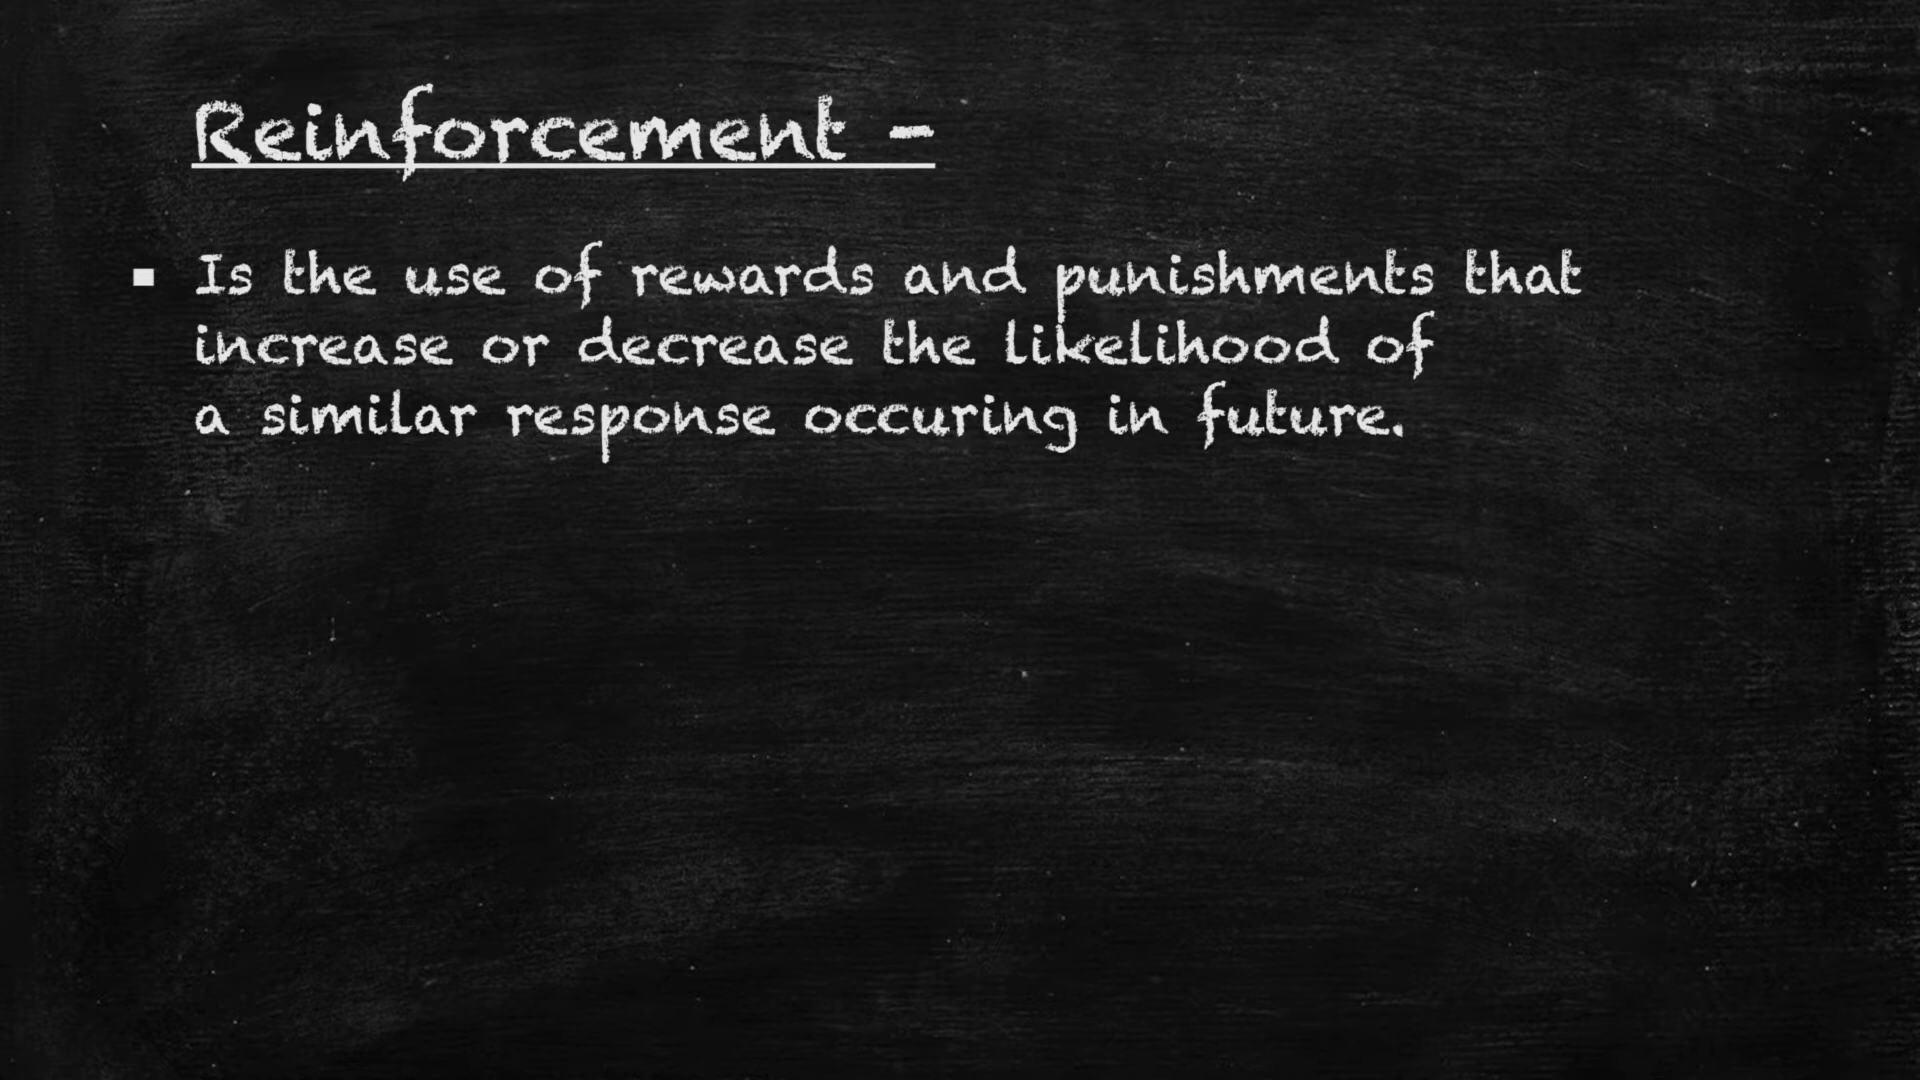 Reinforcement -
▪ Is the use of rewards and punishments that
increase or decrease the likelihood of
a similar response occuring in future.